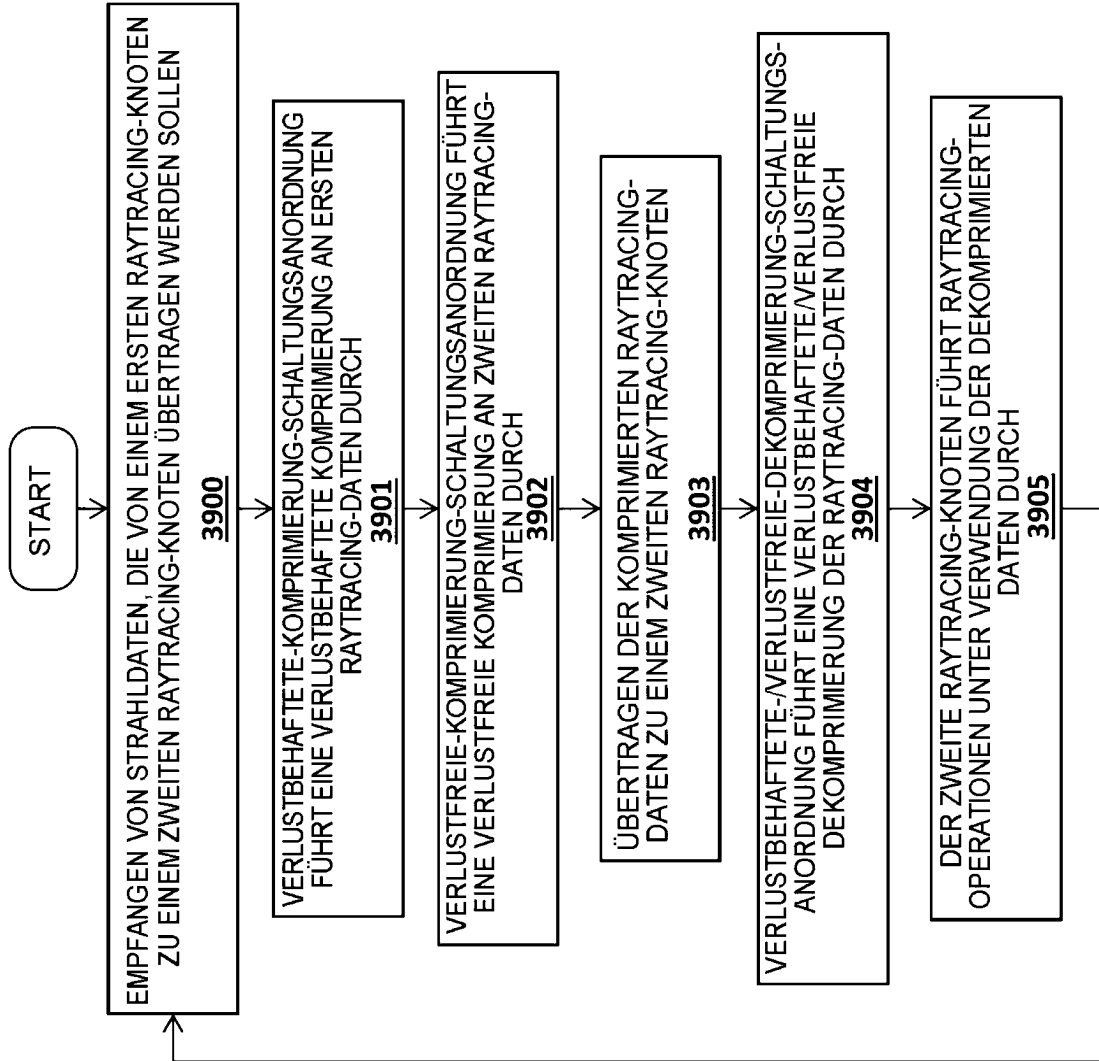 START
EMPFANGEN VON STRAHLDATEN, DIE VON EINEM ERSTEN RAYTRACING-KNOTEN
ZU EINEM ZWEITEN RAYTRACING-KNOTEN ÜBERTRAGEN WERDEN SOLLEN
3900
VERLUSTBEHAFTETE-KOMPRIMIERUNG-SCHALTUNGSANORDNUNG
FÜHRT EINE VERLUSTBEHAFTETE KOMPRIMIERUNG AN ERSTEN
RAYTRACING-DATEN DURCH
3901
VERLUSTFREIE-KOMPRIMIERUNG-SCHALTUNGSANORDNUNG FÜHRT
EINE VERLUSTFREIE KOMPRIMIERUNG AN ZWEITEN RAYTRACING-
DATEN DURCH
3902
ÜBERTRAGEN DER KOMPRIMIERTEN RAYTRACING-
DATEN ZU EINEM ZWEITEN RAYTRACING-KNOTEN
3903
VERLUSTBEHAFTETE-/VERLUSTFREIE-DEKOMPRIMIERUNG-SCHALTUNGS-
ANORDNUNG FÜHRT EINE VERLUSTBEHAFTETE/VERLUSTFREIE
DEKOMPRIMIERUNG DER RAYTRACING-DATEN DURCH
3904
DER ZWEITE RAYTRACING-KNOTEN FÜHRT RAYTRACING-
OPERATIONEN UNTER VERWENDUNG DER DEKOMPRIMIERTEN
DATEN DURCH
3905